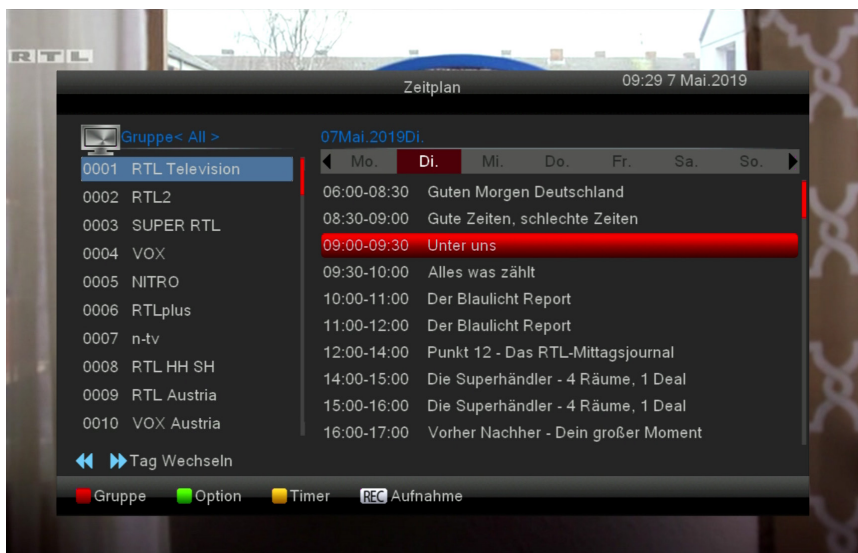 RTL
Zeitplan
09:29 7 Mai.2019
Gruppe< All >
07Mai.2019Di.
Mo. Di. Mi. Do. Fr. Sa. So.
0001 RTL Television
0002 RTL2
0003 SUPER RTL
0004 VOX
0005 NITRO
0006 RTLplus
0007 n-tv
0008 RTL HH SH
0009 RTL Austria
0010 VOX Austria
06:00-08:30 Guten Morgen Deutschland
08:30-09:00 Gute Zeiten, schlechte Zeiten
09:00-09:30 Unter uns
09:30-10:00 Alles was zählt
10:00-11:00 Der Blaulicht Report
11:00-12:00 Der Blaulicht Report
12:00-14:00 Punkt 12 - Das RTL-Mittagsjournal
14:00-15:00 Die Superhändler - 4 Räume, 1 Deal
15:00-16:00 Die Superhändler - 4 Räume, 1 Deal
16:00-17:00 Vorher Nachher - Dein großer Moment
Tag Wechseln
Gruppe Option Timer REC Aufnahme